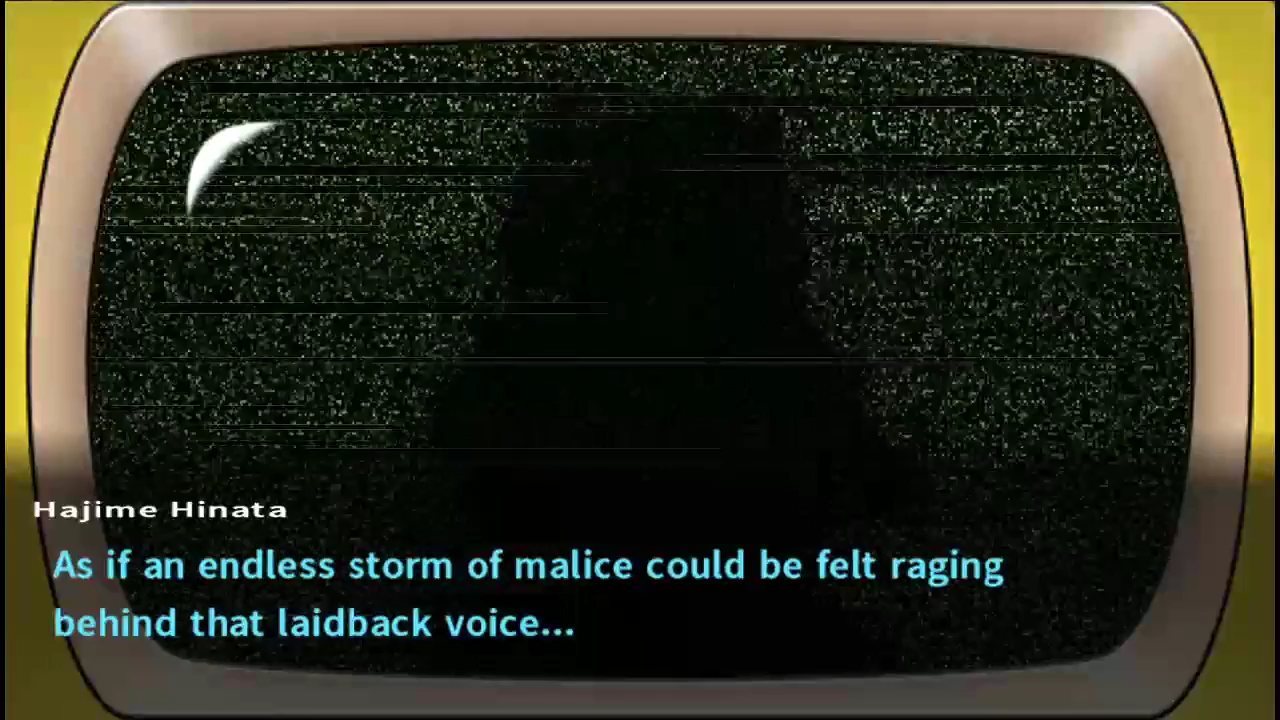 Hajime Hinata
As if an endless storm of malice could be felt raging
behind that laidback voice...